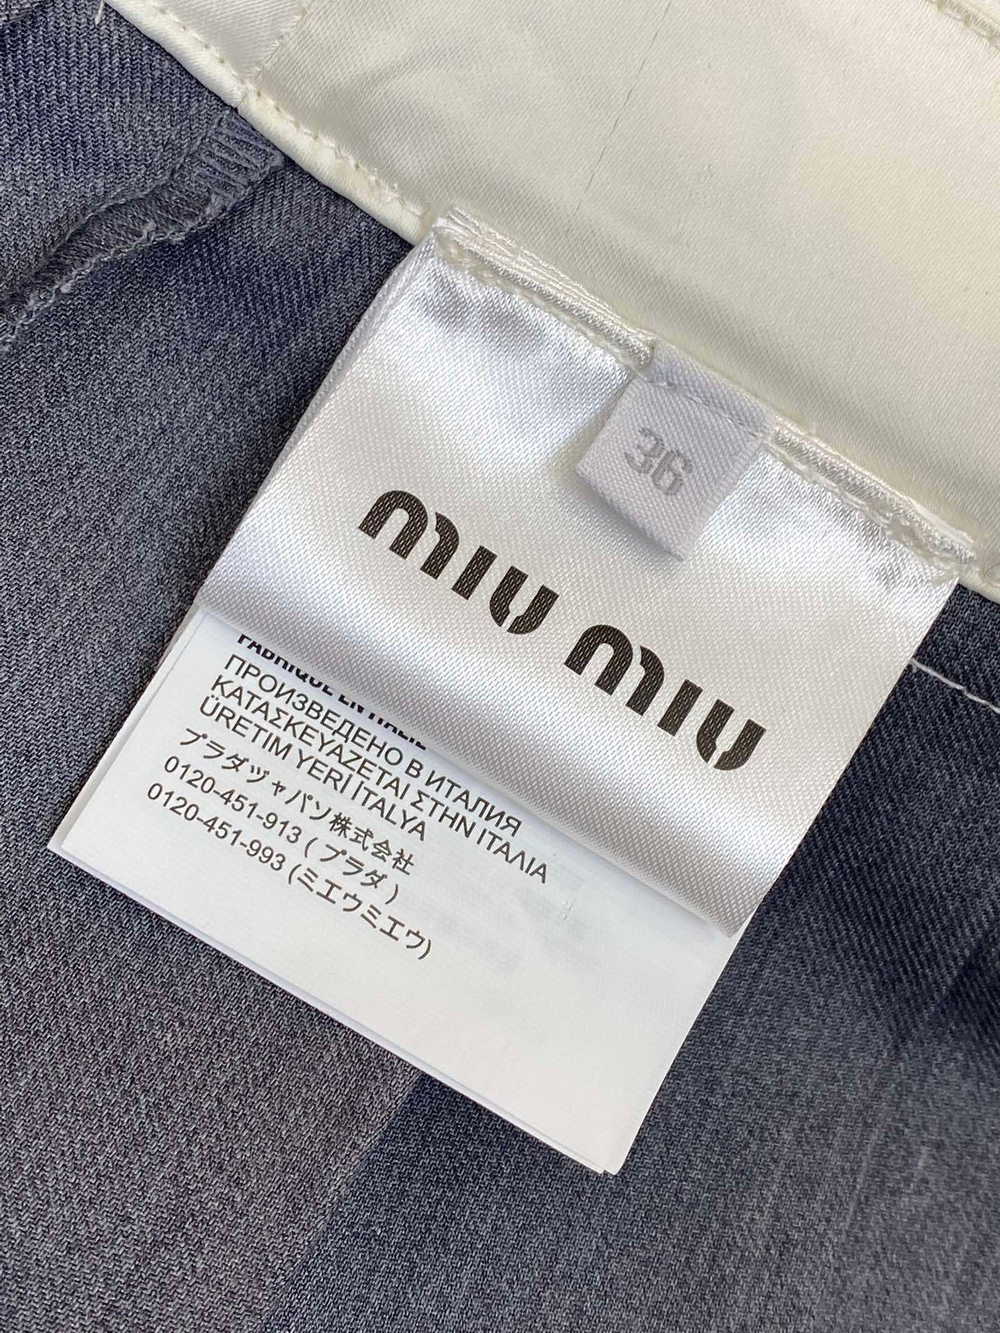 36
miu miu
FABRIQUÉ EN ITALIE
ПРОИЗВЕДЕНО В ИТАЛИЯ
ΚΑΤΑΣΚΕΥΑΖΕΤΑΙ ΣΤΗΝ ΙΤΑΛΙΑ
ÜRETIM YERİ İTALYA
プラダヅャパン株式会社
0120-451-913 ( プラダ )
0120-451-993 (ミエウミエウ)